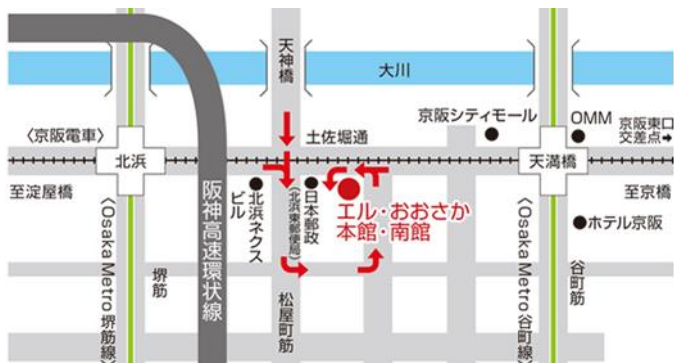 天神橋
大川
京阪シティモール
OMM
京阪東口
交差点➡
〈京阪電車〉
土佐堀通
北浜
天満橋
至淀屋橋
至京橋
阪神高速環状線
北浜ネクス
ビル
日本郵政
(北浜東郵便局)
エル・おおさか
本館・南館
ホテル京阪
〈Osaka Metro 堺筋線〉
堺筋
松屋町筋
〈Osaka Metro 谷町線〉
谷町筋